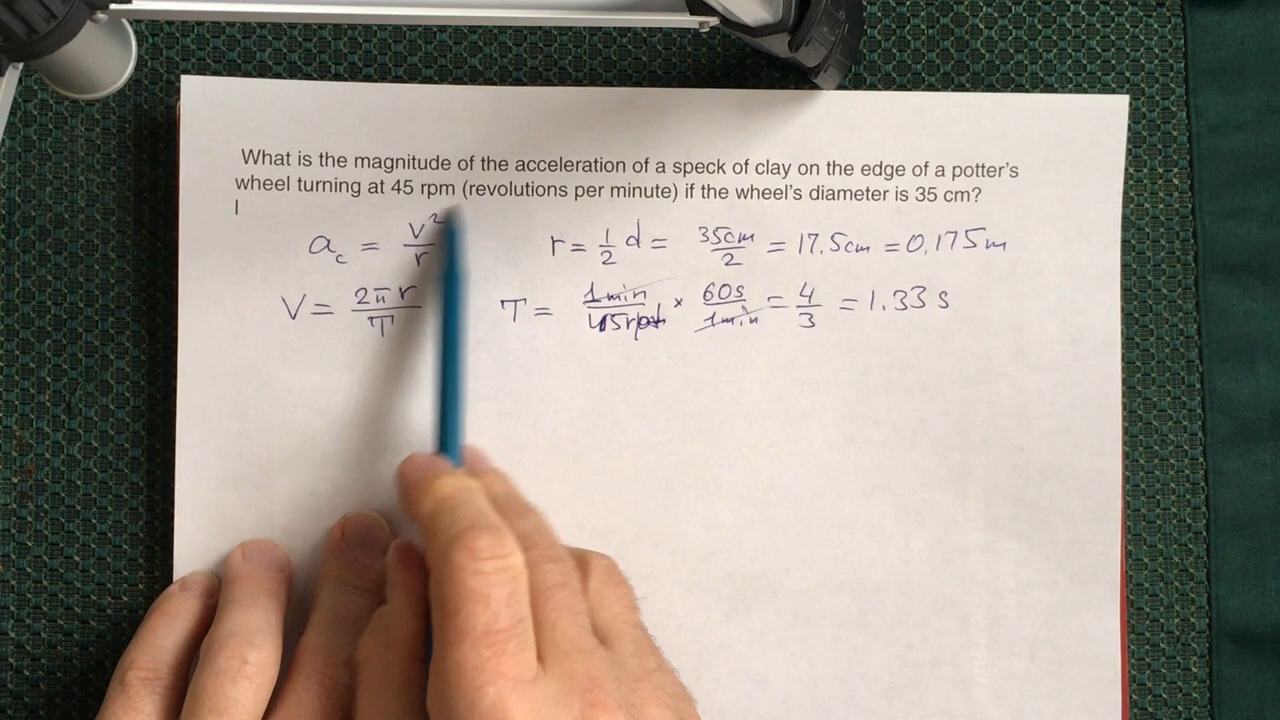 What is the magnitude of the acceleration of a speck of clay on the edge of a potter's
wheel turning at 45 rpm (revolutions per minute) if the wheel's diameter is 35 cm?
a_c = v²/r r = 1/2 d = 35cm/2 = 17.5cm = 0.175m
V = 2πr/T T = 1min/45 × 60s/1min = 4/3 = 1.33 s